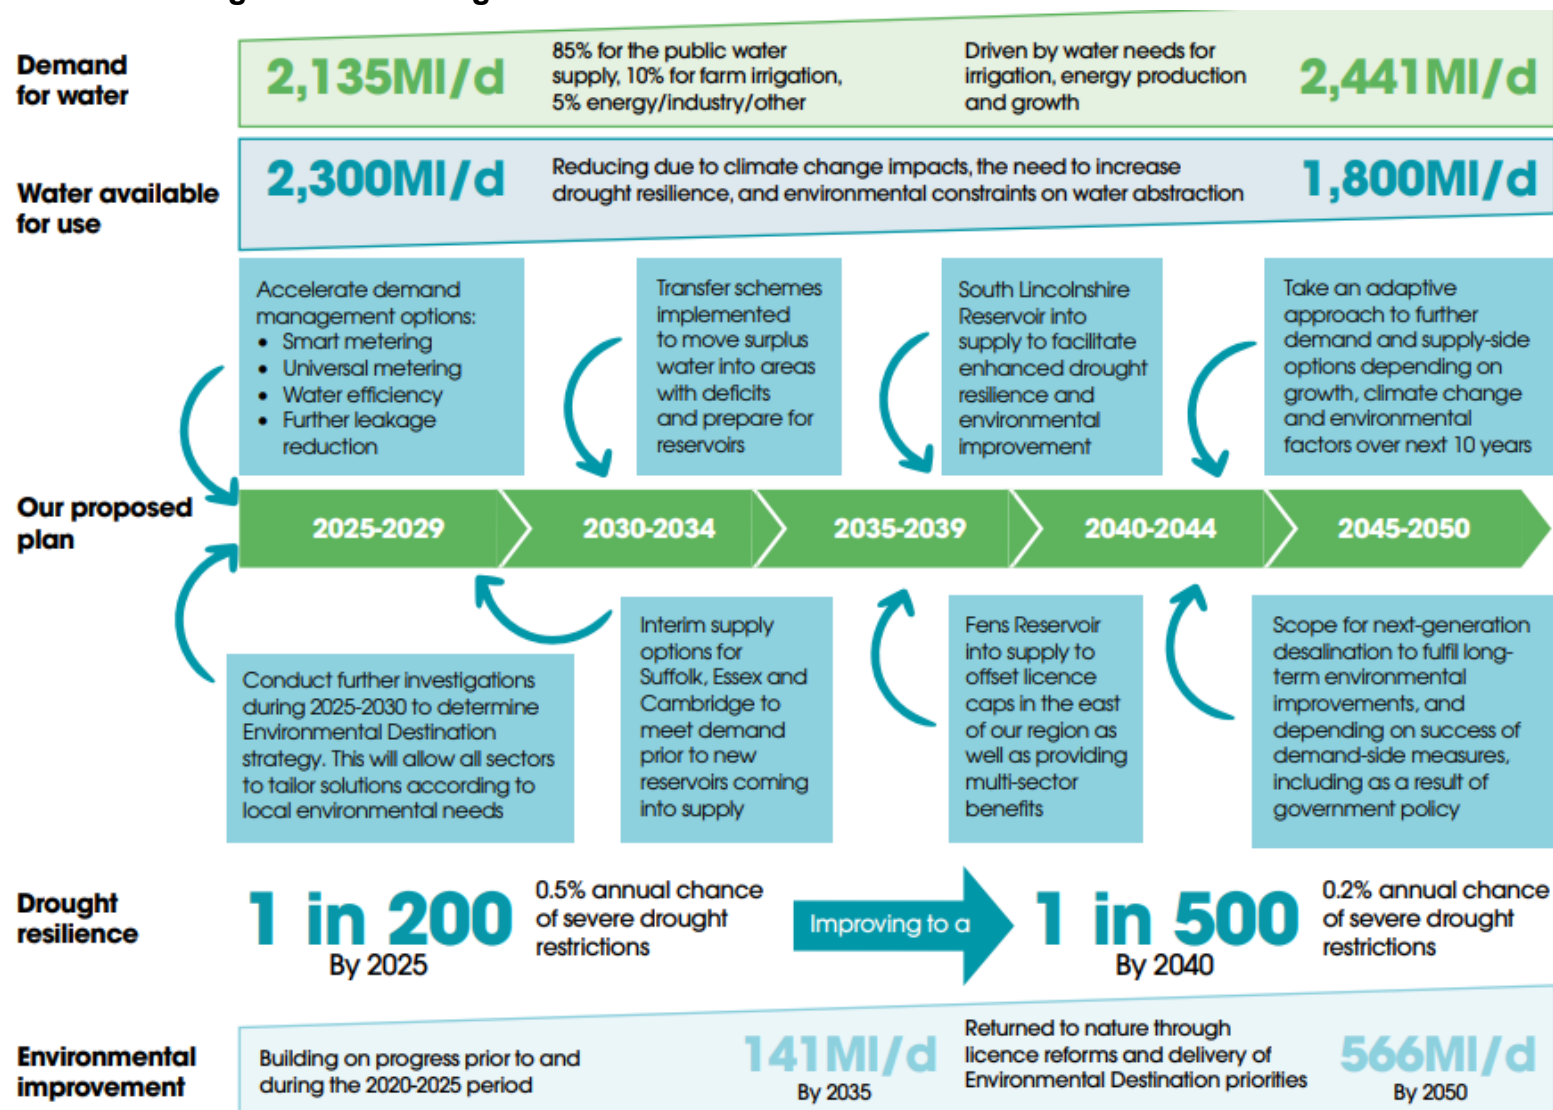 Demand
for water
2,135Ml/d
85% for the public water
supply, 10% for farm irrigation,
5% energy/industry/other
Driven by water needs for
irrigation, energy production
and growth
2,441Ml/d
Water available
for use
2,300Ml/d
Reducing due to climate change impacts, the need to increase
drought resilience, and environmental constraints on water abstraction
1,800Ml/d
Accelerate demand
management options:
• Smart metering
• Universal metering
• Water efficiency
• Further leakage
reduction
Transfer schemes
implemented
to move surplus
water into areas
with deficits
and prepare for
reservoirs
South Lincolnshire
Reservoir into
supply to facilitate
enhanced drought
resilience and
environmental
improvement
Take an adaptive
approach to further
demand and supply-side
options depending on
growth, climate change
and environmental
factors over next 10 years
Our proposed
plan
2025-2029
2030-2034
2035-2039
2040-2044
2045-2050
Conduct further investigations
during 2025-2030 to determine
Environmental Destination
strategy. This will allow all sectors
to tailor solutions according to
local environmental needs
Interim supply
options for
Suffolk, Essex and
Cambridge to
meet demand
prior to new
reservoirs coming
into supply
Fens Reservoir
into supply to
offset licence
caps in the east
of our region as
well as providing
multi-sector
benefits
Scope for next-generation
desalination to fulfil long-
term environmental
improvements, and
depending on success of
demand-side measures,
including as a result of
government policy
Drought
resilience
1 in 200
By 2025
0.5% annual chance
of severe drought
restrictions
Improving to a
1 in 500
By 2040
0.2% annual chance
of severe drought
restrictions
Environmental
improvement
Building on progress prior to and
during the 2020-2025 period
141Ml/d
By 2035
Returned to nature through
licence reforms and delivery of
Environmental Destination priorities
566Ml/d
By 2050